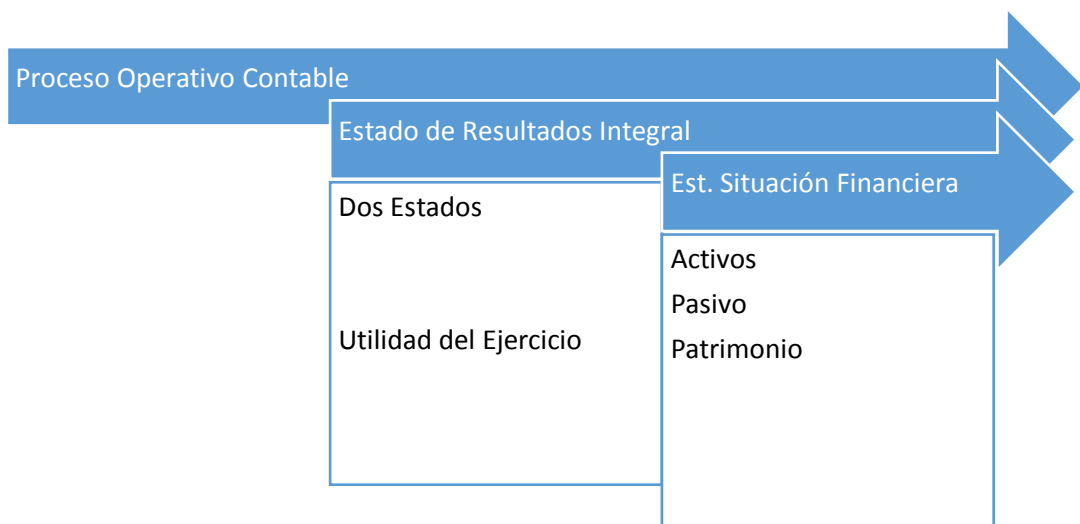 Proceso Operativo Contable
Estado de Resultados Integral
Dos Estados
Utilidad del Ejercicio
Est. Situación Financiera
Activos
Pasivo
Patrimonio